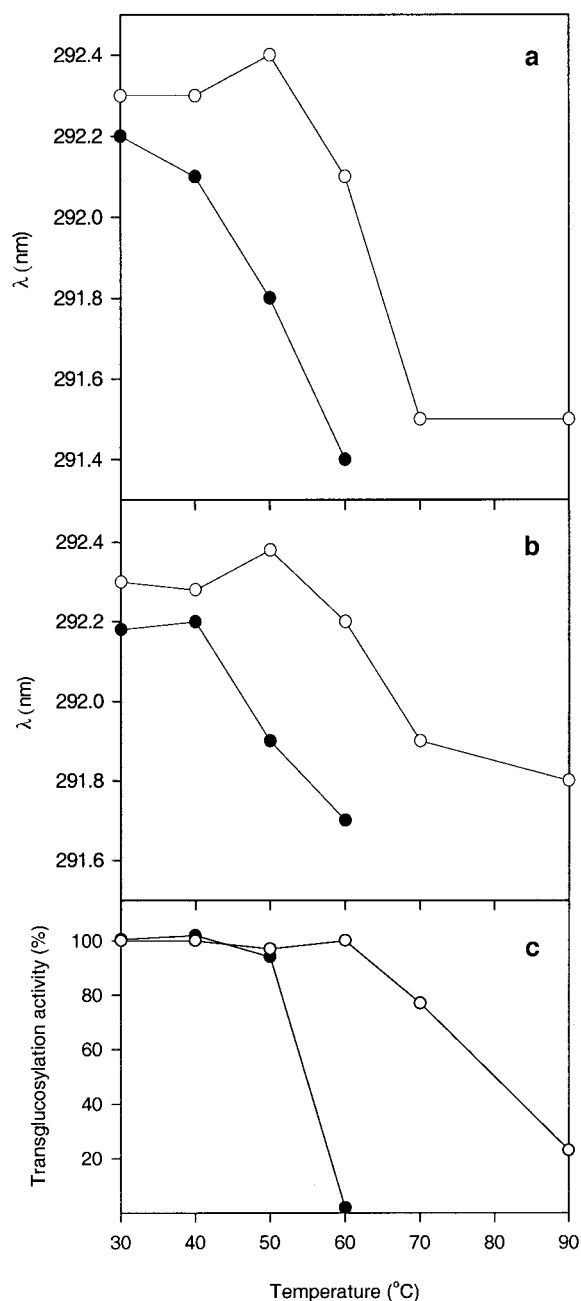 a
292.4
292.2
292.0
291.8
291.6
291.4
λ (nm)
b
292.4
292.2
292.0
291.8
291.6
λ (nm)
c
100
80
60
40
20
Transglucosylation activity (%)
30 40 50 60 70 80 90
Temperature (°C)